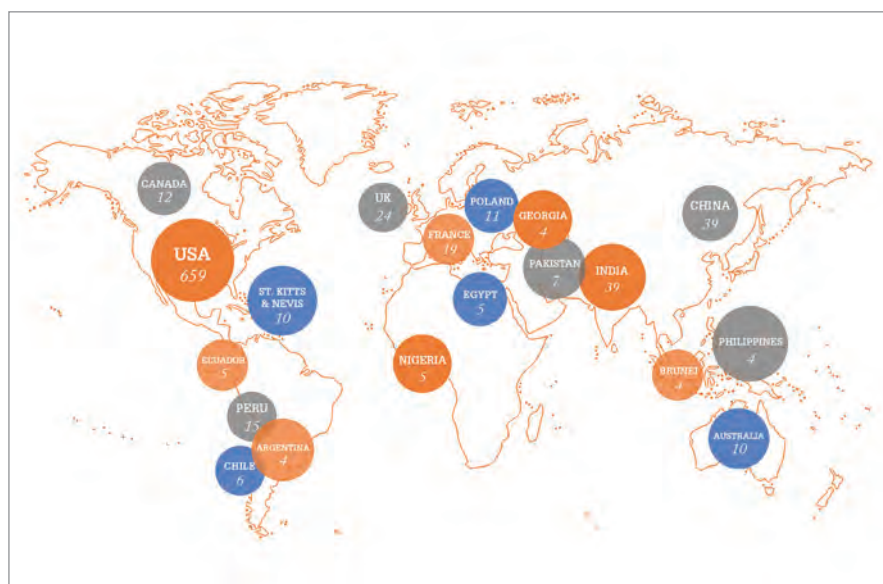 CANADA
12
USA
659
ST. KITTS
& NEVIS
10
ECUADOR
5
PERU
15
ARGENTINA
4
CHILE
6
UK
24
FRANCE
19
POLAND
11
GEORGIA
4
PAKISTAN
7
INDIA
39
EGYPT
5
NIGERIA
5
CHINA
39
PHILIPPINES
4
BRUNEI
4
AUSTRALIA
10